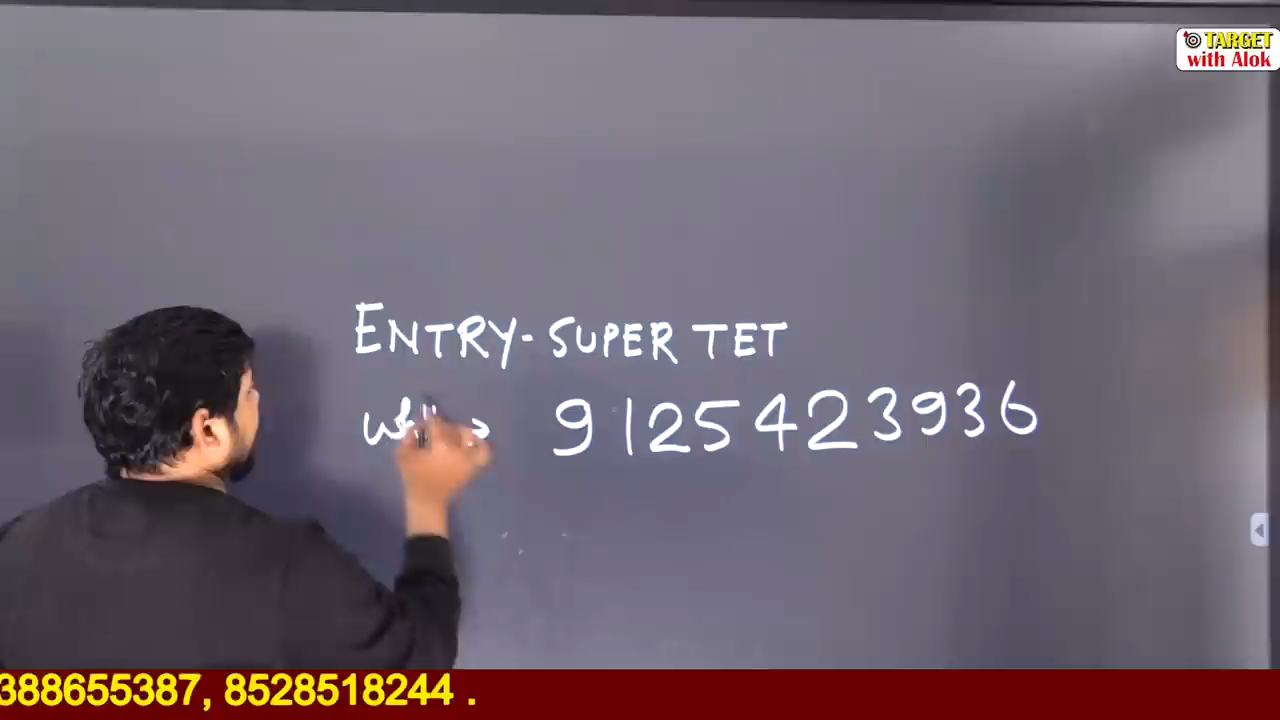 TARGET
with Alok
ENTRY-SUPER TET
9125423936
388655387, 8528518244 .